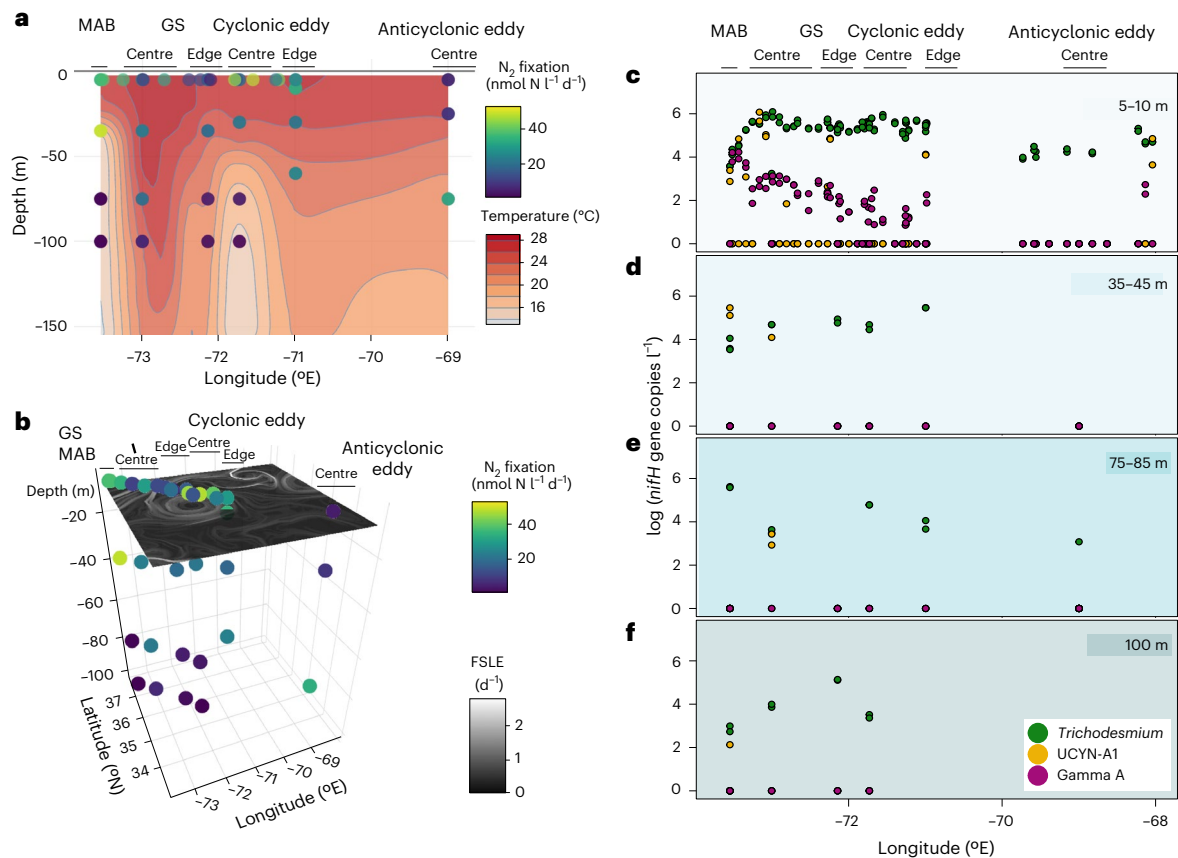 a
MAB GS Cyclonic eddy Anticyclonic eddy
Centre Edge Centre Edge Centre
0
−50
−100
−150
Depth (m)
−73 −72 −71 −70 −69
Longitude (ºE)
N₂ fixation
(nmol N l⁻¹ d⁻¹)
40
20
Temperature (°C)
28
24
20
16
b
GS
MAB
Cyclonic eddy
Centre Edge Centre Edge
Anticyclonic
eddy
Centre
Depth (m)
−20
−40
−60
−80
−100
37
36
35
34
Latitude (ºN)
−73 −72 −71 −70 −69
Longitude (ºE)
N₂ fixation
(nmol N l⁻¹ d⁻¹)
40
20
FSLE
(d⁻¹)
2
1
0
MAB GS Cyclonic eddy Anticyclonic eddy
Centre Edge Centre Edge Centre
c
5–10 m
6
4
2
0
d
35–45 m
6
4
2
0
log (nifH gene copies l⁻¹)
e
75–85 m
6
4
2
0
f
100 m
6
4
2
0
Trichodesmium
UCYN-A1
Gamma A
−72 −70 −68
Longitude (ºE)